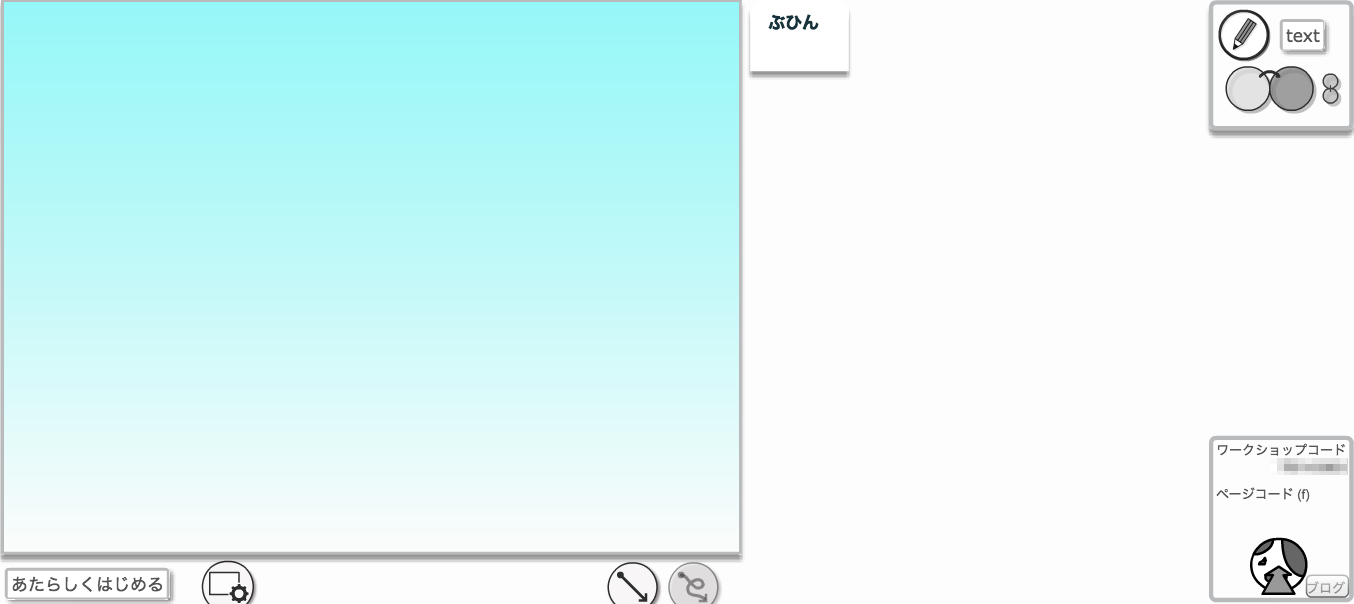 ぶひん
text
ワークショップコード
ページコード (f)
ブログ
あたらしくはじめる